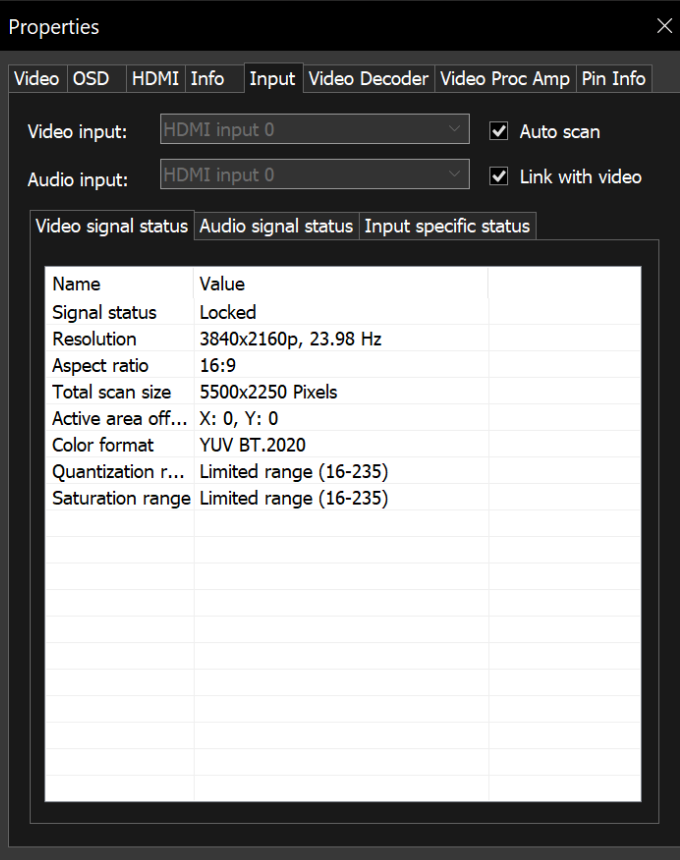 Properties
Video OSD HDMI Info Input Video Decoder Video Proc Amp Pin Info
Video input: HDMI input 0 Auto scan
Audio input: HDMI input 0 Link with video
Video signal status Audio signal status Input specific status
Name Value
Signal status Locked
Resolution 3840x2160p, 23.98 Hz
Aspect ratio 16:9
Total scan size 5500x2250 Pixels
Active area off... X: 0, Y: 0
Color format YUV BT.2020
Quantization r... Limited range (16-235)
Saturation range Limited range (16-235)